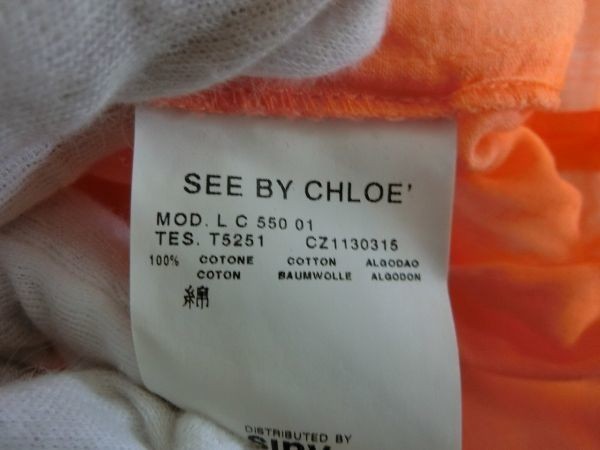 SEE BY CHLOE'
MOD. L C 550 01
TES. T5251 CZ1130315
100% COTONE COTTON ALGODAO
COTON BAUMWOLLE ALGODON
綿
DISTRIBUTED BY